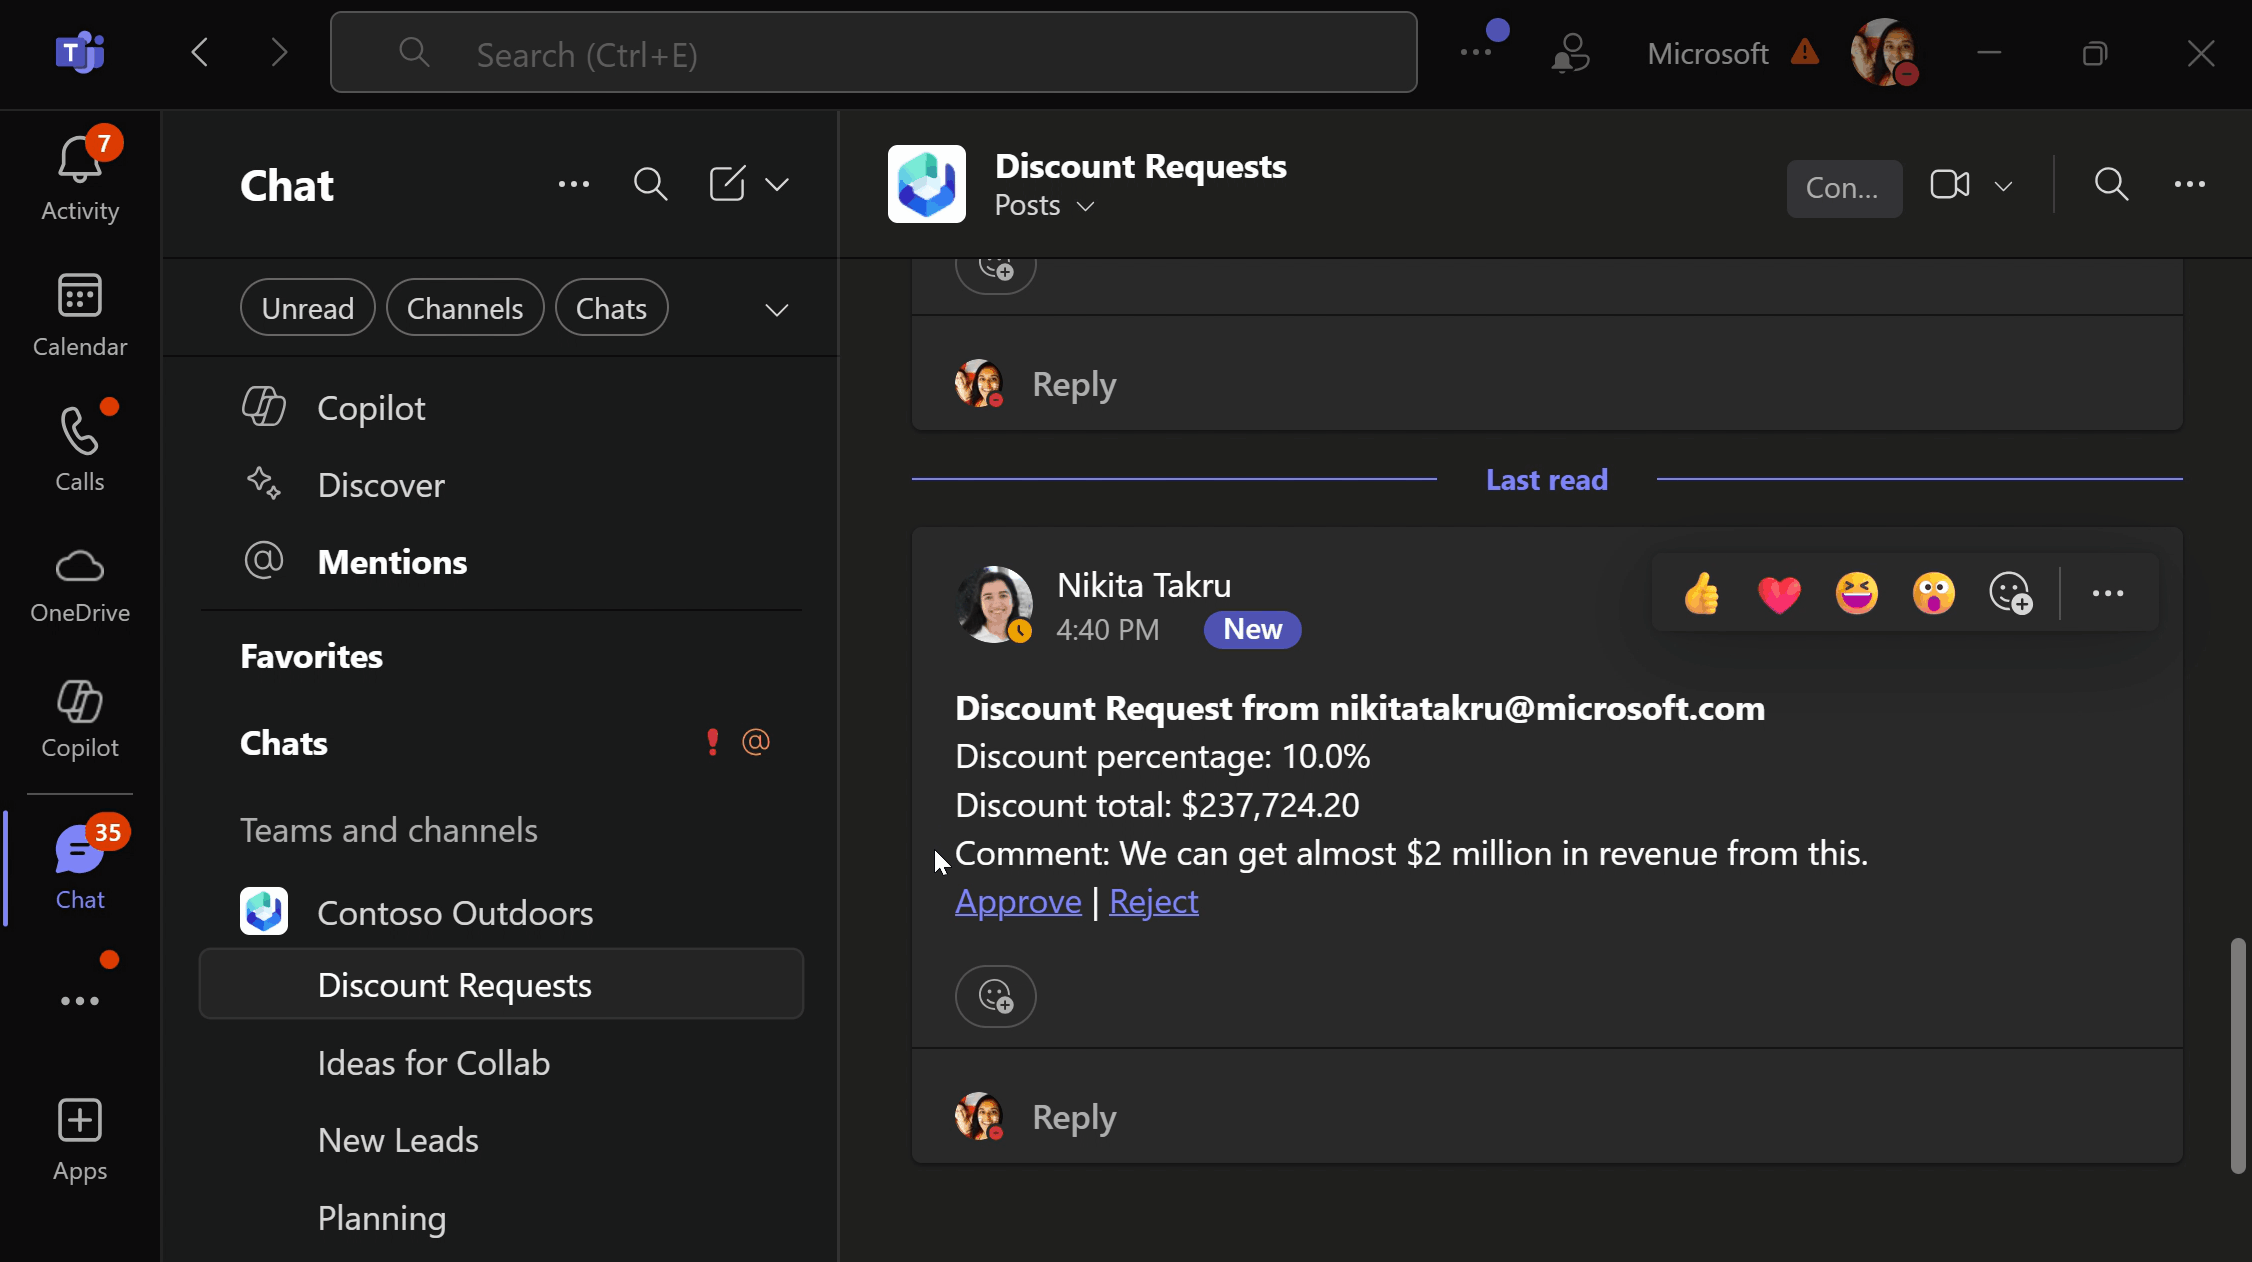 T
Search (Ctrl+E)
Microsoft
7
Activity
Calendar
Calls
OneDrive
Copilot
35
Chat
Apps
Chat
Unread
Channels
Chats
Copilot
Discover
Mentions
Favorites
Chats
Teams and channels
Contoso Outdoors
Discount Requests
Ideas for Collab
New Leads
Planning
Discount Requests
Posts
Con...
Reply
Last read
Nikita Takru
4:40 PM New
Discount Request from nikitatakru@microsoft.com
Discount percentage: 10.0%
Discount total: $237,724.20
Comment: We can get almost $2 million in revenue from this.
Approve | Reject
Reply